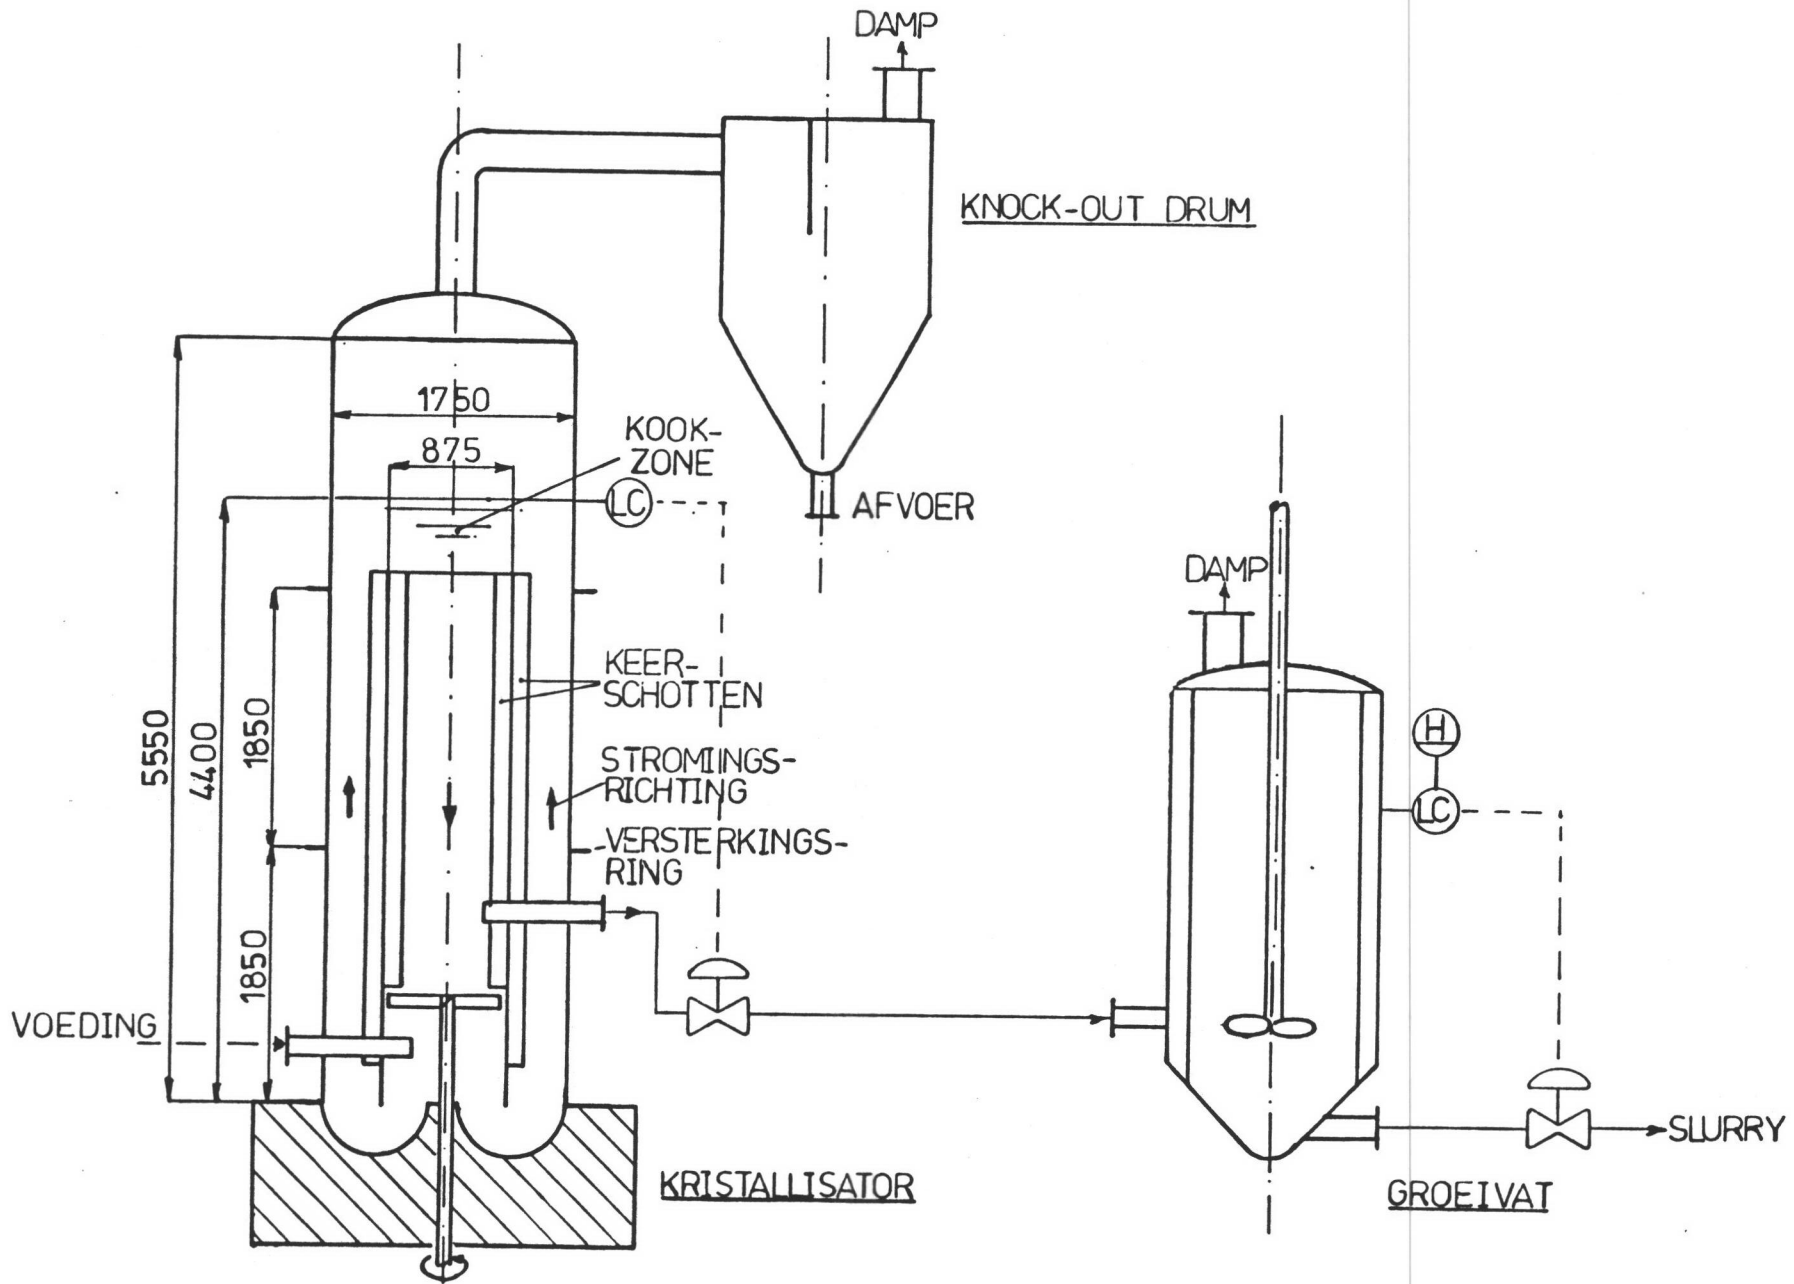 DAMP
KNOCK-OUT DRUM
1750
KOOK-
ZONE
875
LC
AFVOER
DAMP
KEER-
SCHOTTEN
5550
4400
1850
H
STROMINGS-
RICHTING
LC
VERSTERKINGS-
RING
1850
VOEDING
SLURRY
KRISTALLISATOR
GROEIVAT